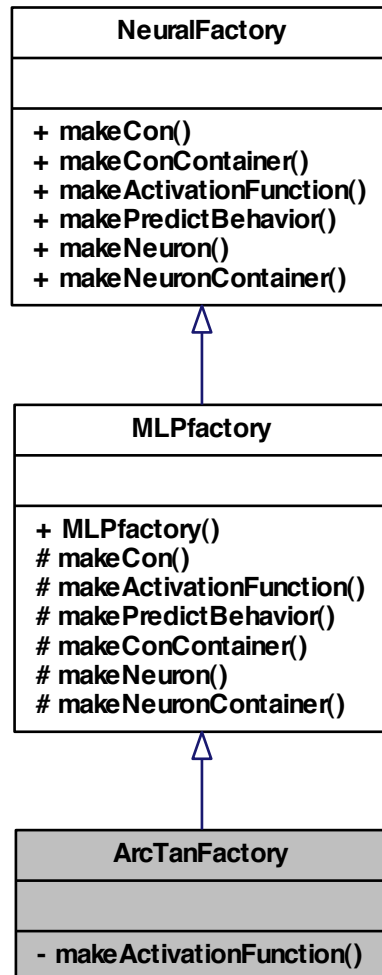 NeuralFactory
+ makeCon()
+ makeConContainer()
+ makeActivationFunction()
+ makePredictBehavior()
+ makeNeuron()
+ makeNeuronContainer()
MLPfactory
+ MLPfactory()
# makeCon()
# makeActivationFunction()
# makePredictBehavior()
# makeConContainer()
# makeNeuron()
# makeNeuronContainer()
ArcTanFactory
- makeActivationFunction()